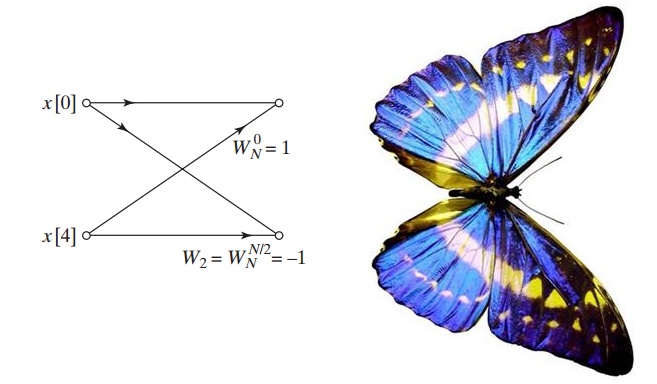 x[0]
W_N^0 = 1
x[4]
W_2 = W_N^{N/2} = –1